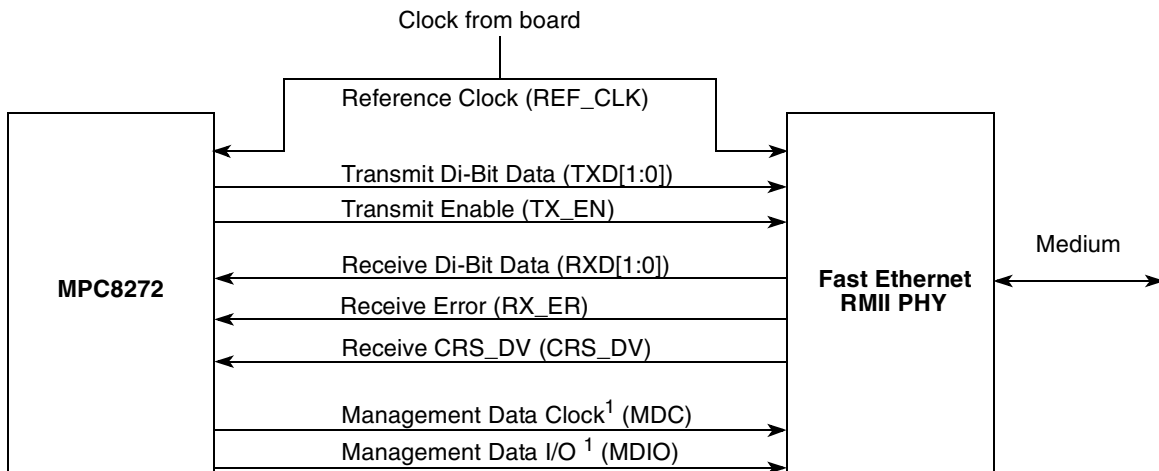 Clock from board
Reference Clock (REF_CLK)
Transmit Di-Bit Data (TXD[1:0])
Transmit Enable (TX_EN)
Medium
Receive Di-Bit Data (RXD[1:0])
MPC8272
Fast Ethernet
RMII PHY
Receive Error (RX_ER)
Receive CRS_DV (CRS_DV)
Management Data Clock¹ (MDC)
Management Data I/O ¹ (MDIO)